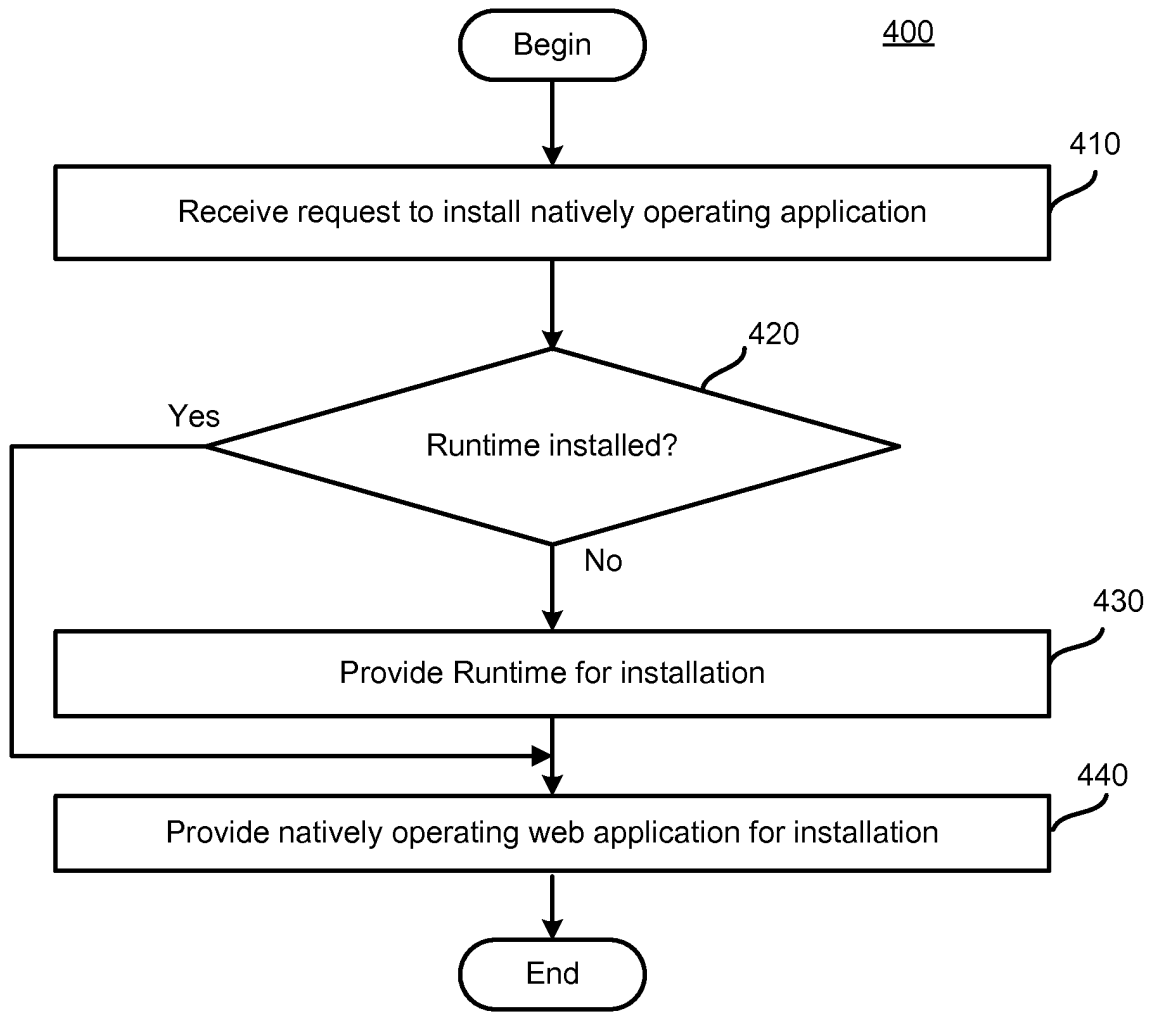 Begin
400
410
Receive request to install natively operating application
420
Yes
Runtime installed?
No
430
Provide Runtime for installation
440
Provide natively operating web application for installation
End